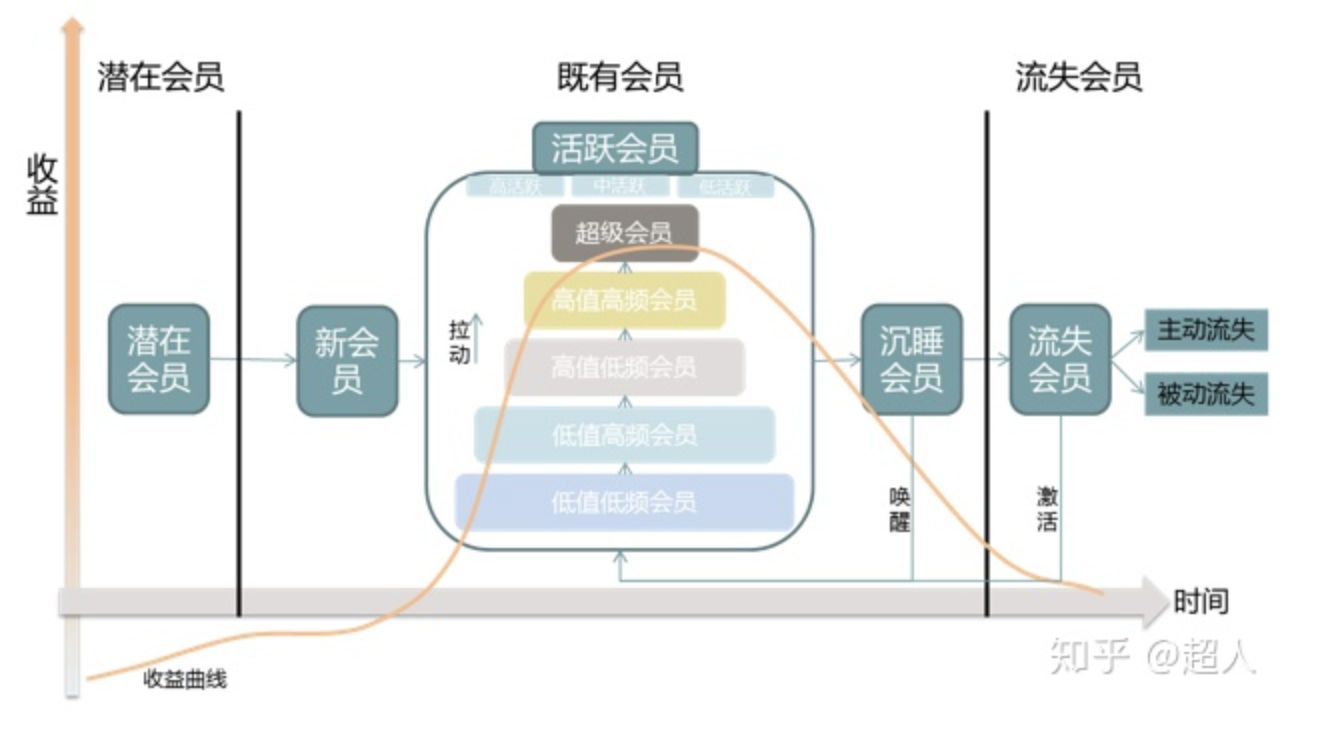 潜在会员
既有会员
流失会员
收
益
活跃会员
高活跃
中活跃
低活跃
超级会员
高值高频会员
高值低频会员
低值高频会员
低值低频会员
拉
动
潜在
会员
新会
员
沉睡
会员
流失
会员
主动流失
被动流失
唤
醒
激
活
时间
收益曲线
知乎 @超人